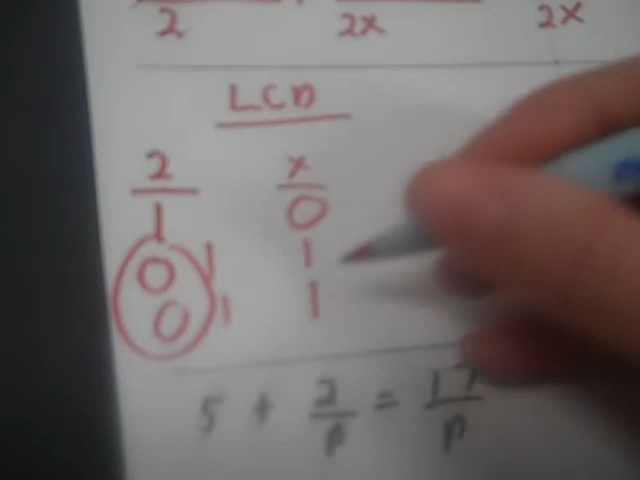 2 2x 2x
LCD
2 x
1 0
0 1 1
0 1 1
5 + 2/p = 17/p